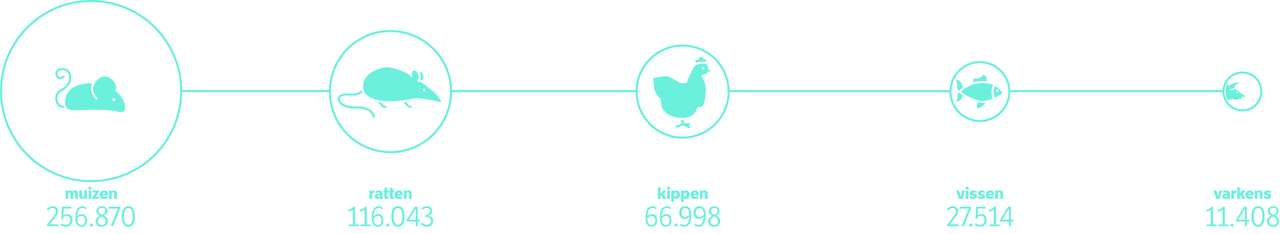 muizen
256.870
ratten
116.043
kippen
66.998
vissen
27.514
varkens
11.408